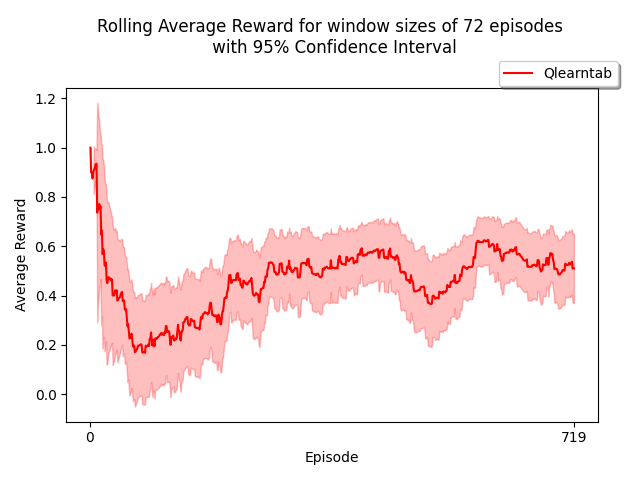 Rolling Average Reward for window sizes of 72 episodes
with 95% Confidence Interval
Qlearntab
1.2
1.0
0.8
0.6
0.4
0.2
0.0
Average Reward
0
719
Episode